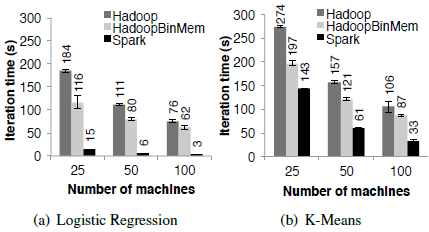 Hadoop
HadoopBinMem
Spark
Iteration time (s)
300
250
200
150
100
50
0
184
116
15
111
80
6
76
62
3
25 50 100
Number of machines
(a) Logistic Regression
Hadoop
HadoopBinMem
Spark
Iteration time (s)
300
250
200
150
100
50
0
274
197
143
157
121
61
106
87
33
25 50 100
Number of machines
(b) K-Means